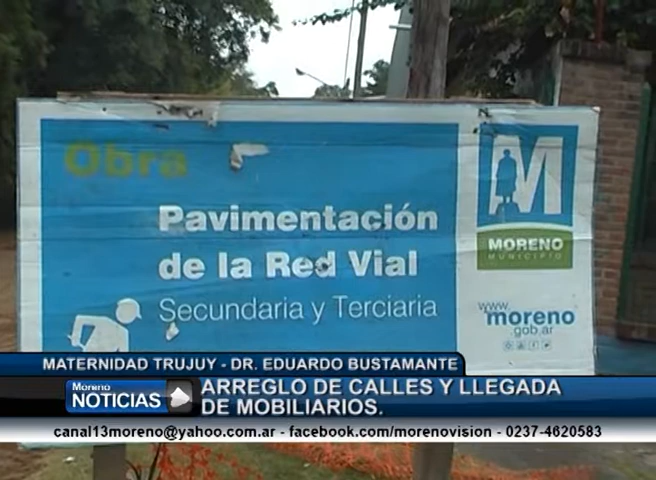 Obra
Pavimentación
de la Red Vial
Secundaria y Terciaria
M
MORENO
MUNICIPIO
www.
moreno
.gob.ar
MATERNIDAD TRUJUY - DR. EDUARDO BUSTAMANTE
Moreno
NOTICIAS
ARREGLO DE CALLES Y LLEGADA
DE MOBILIARIOS.
canal13moreno@yahoo.com.ar - facebook.com/morenovision - 0237-4620583